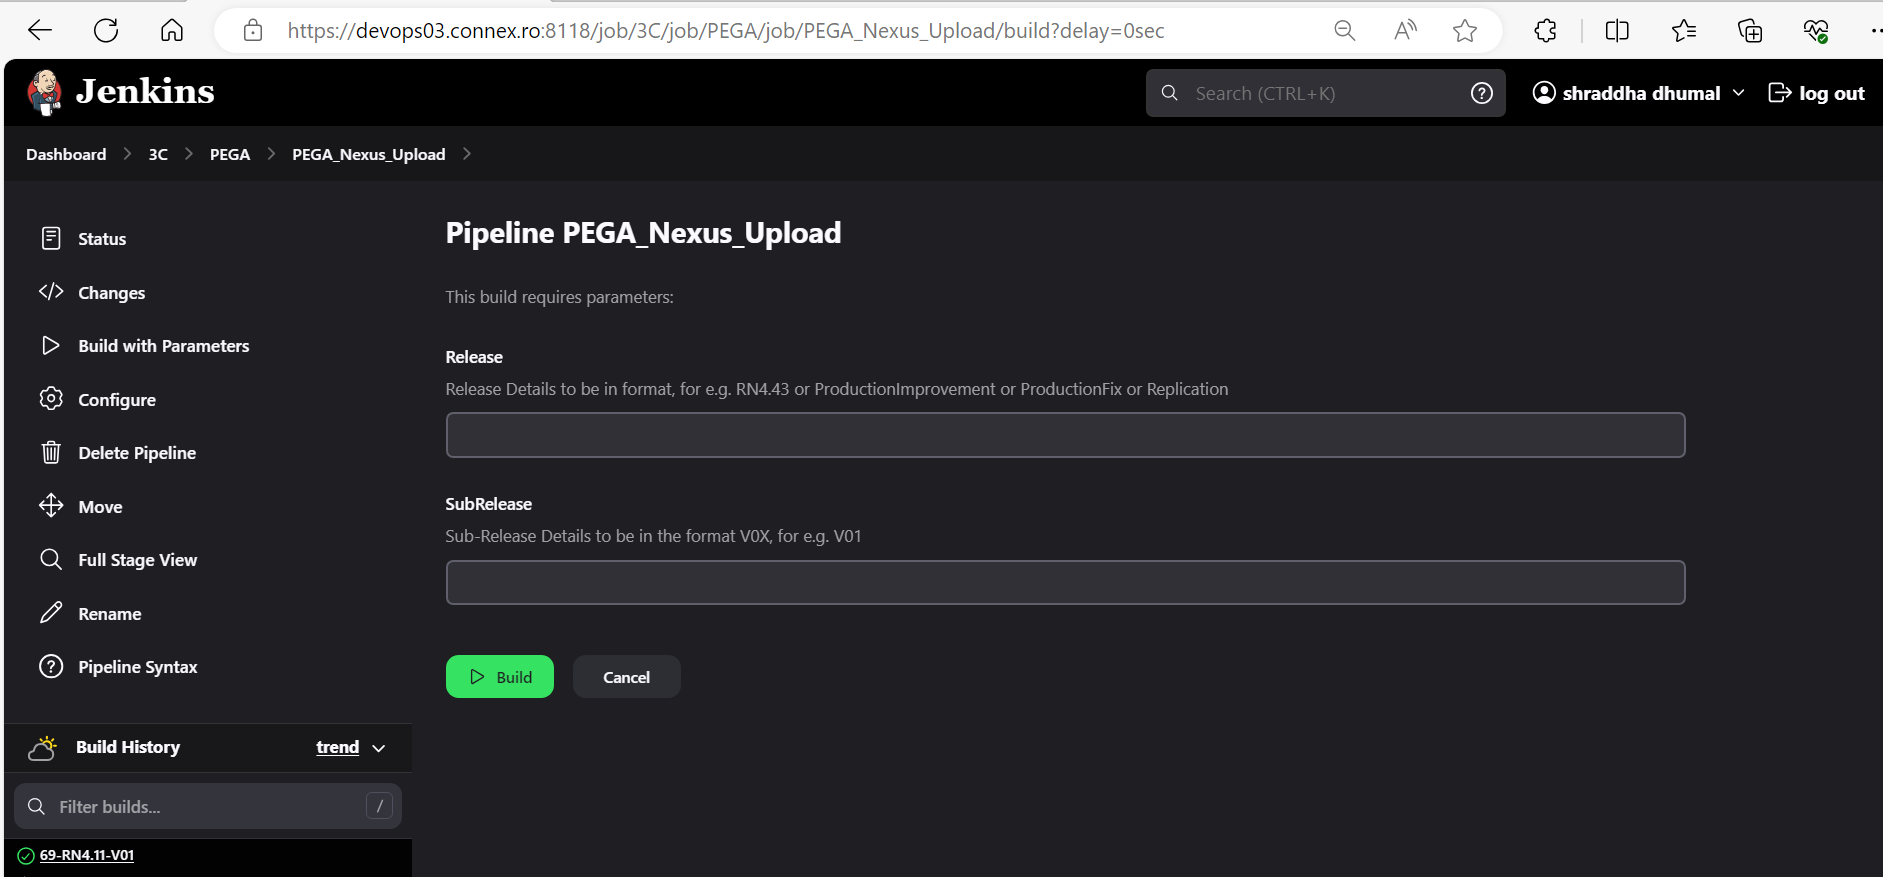 https://devops03.connex.ro:8118/job/3C/job/PEGA/job/PEGA_Nexus_Upload/build?delay=0sec
Jenkins
Search (CTRL+K)
shraddha dhumal
log out
Dashboard
3C
PEGA
PEGA_Nexus_Upload
Status
Changes
Build with Parameters
Configure
Delete Pipeline
Move
Full Stage View
Rename
Pipeline Syntax
Build History
trend
Filter builds...
/
69-RN4.11-V01
Pipeline PEGA_Nexus_Upload
This build requires parameters:
Release
Release Details to be in format, for e.g. RN4.43 or ProductionImprovement or ProductionFix or Replication
SubRelease
Sub-Release Details to be in the format V0X, for e.g. V01
Build
Cancel